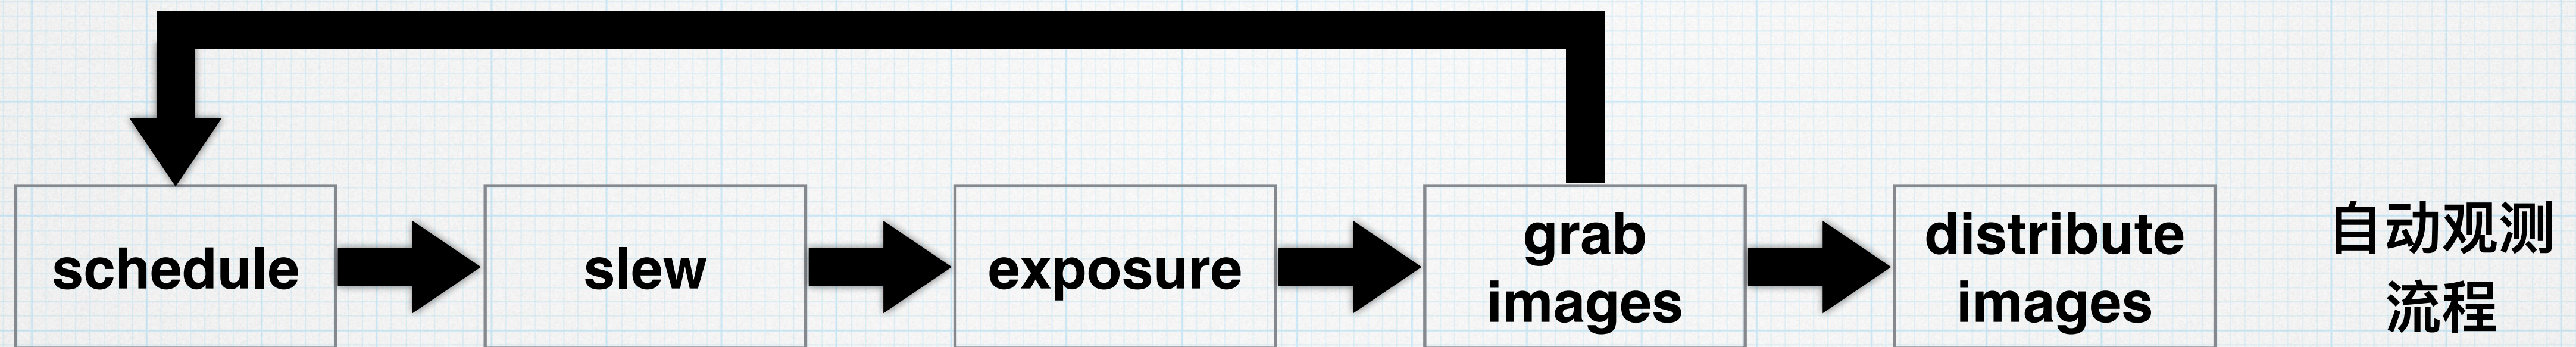 schedule
slew
exposure
grab
images
distribute
images
自动观测
流程